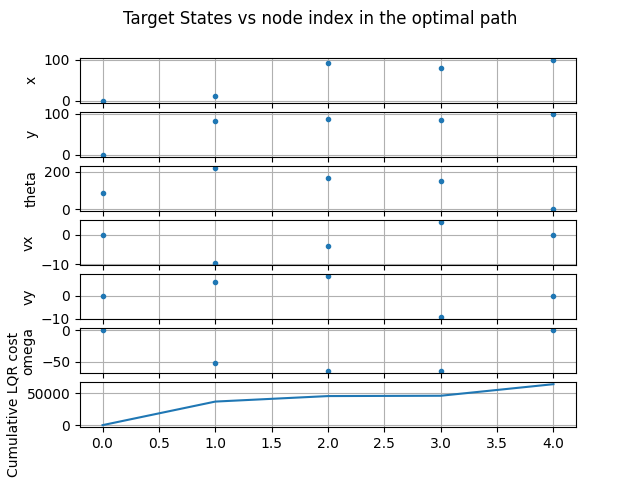 Target States vs node index in the optimal path
100
0
x
100
0
y
200
0
theta
0
−10
vx
0
−10
vy
0
−50
omega
50000
0
Cumulative LQR cost
0.0 0.5 1.0 1.5 2.0 2.5 3.0 3.5 4.0